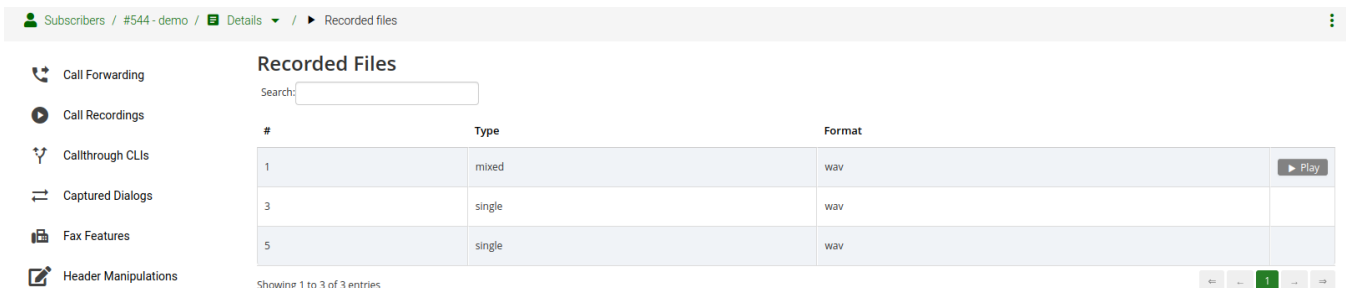 Subscribers / #544 - demo / Details / Recorded files
Call Forwarding
Call Recordings
Callthrough CLIs
Captured Dialogs
Fax Features
Header Manipulations
Recorded Files
Search:
# Type Format
1 mixed wav Play
3 single wav
5 single wav
Showing 1 to 3 of 3 entries
⇐ ← 1 → ⇒